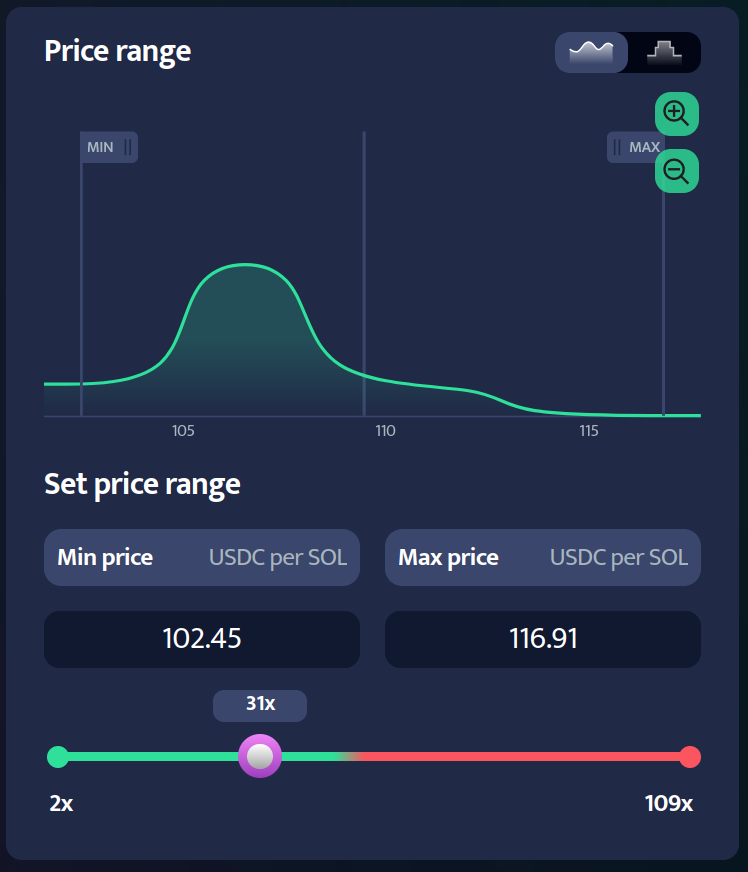 Price range
MIN
MAX
105 110 115
Set price range
Min price USDC per SOL Max price USDC per SOL
102.45 116.91
31x
2x 109x